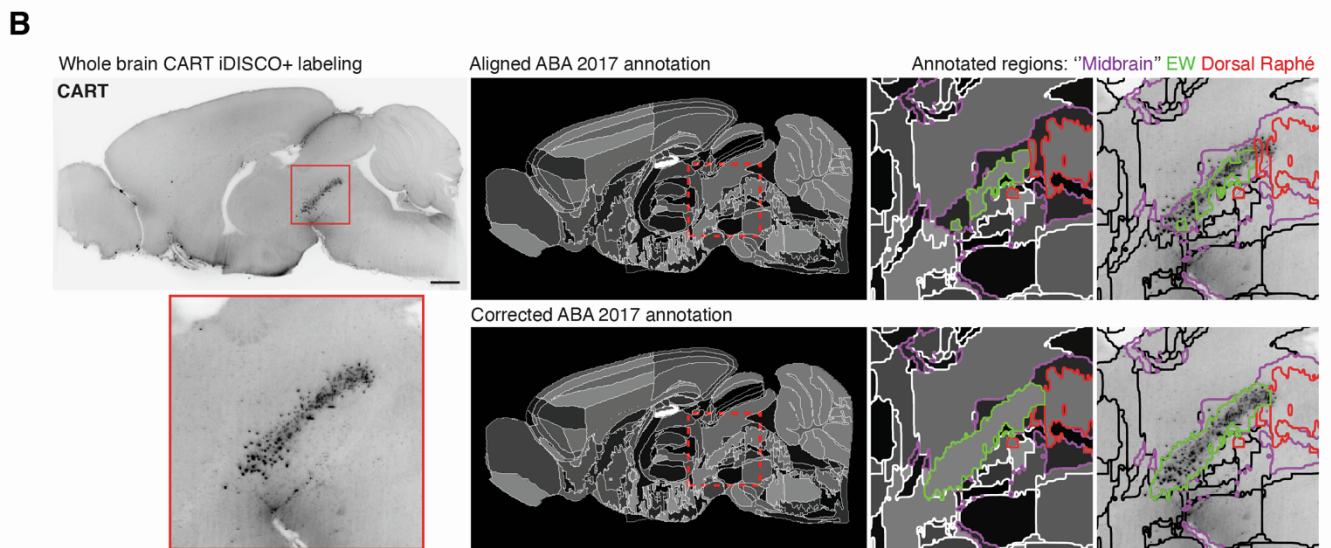 B
Whole brain CART iDISCO+ labeling
Aligned ABA 2017 annotation
Annotated regions: ‘'Midbrain” EW Dorsal Raphé
CART
Corrected ABA 2017 annotation